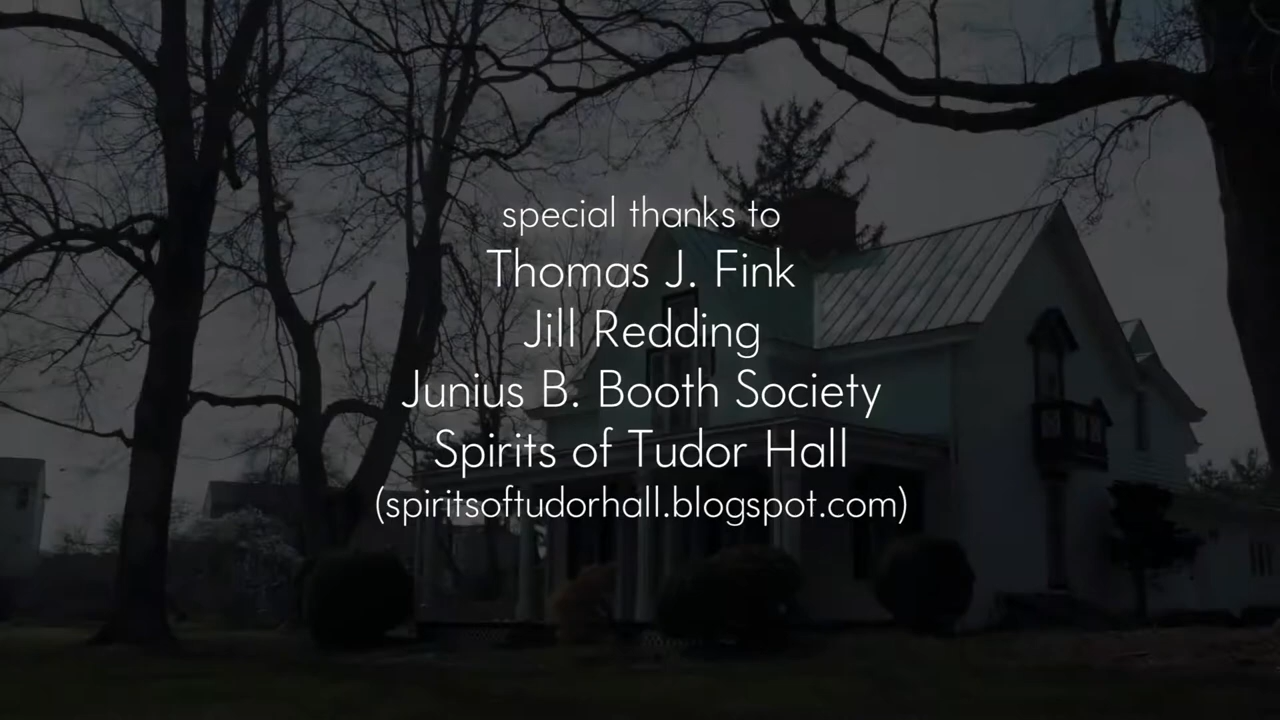 special thanks to
Thomas J. Fink
Jill Redding
Junius B. Booth Society
Spirits of Tudor Hall
(spiritsoftudorhall.blogspot.com)